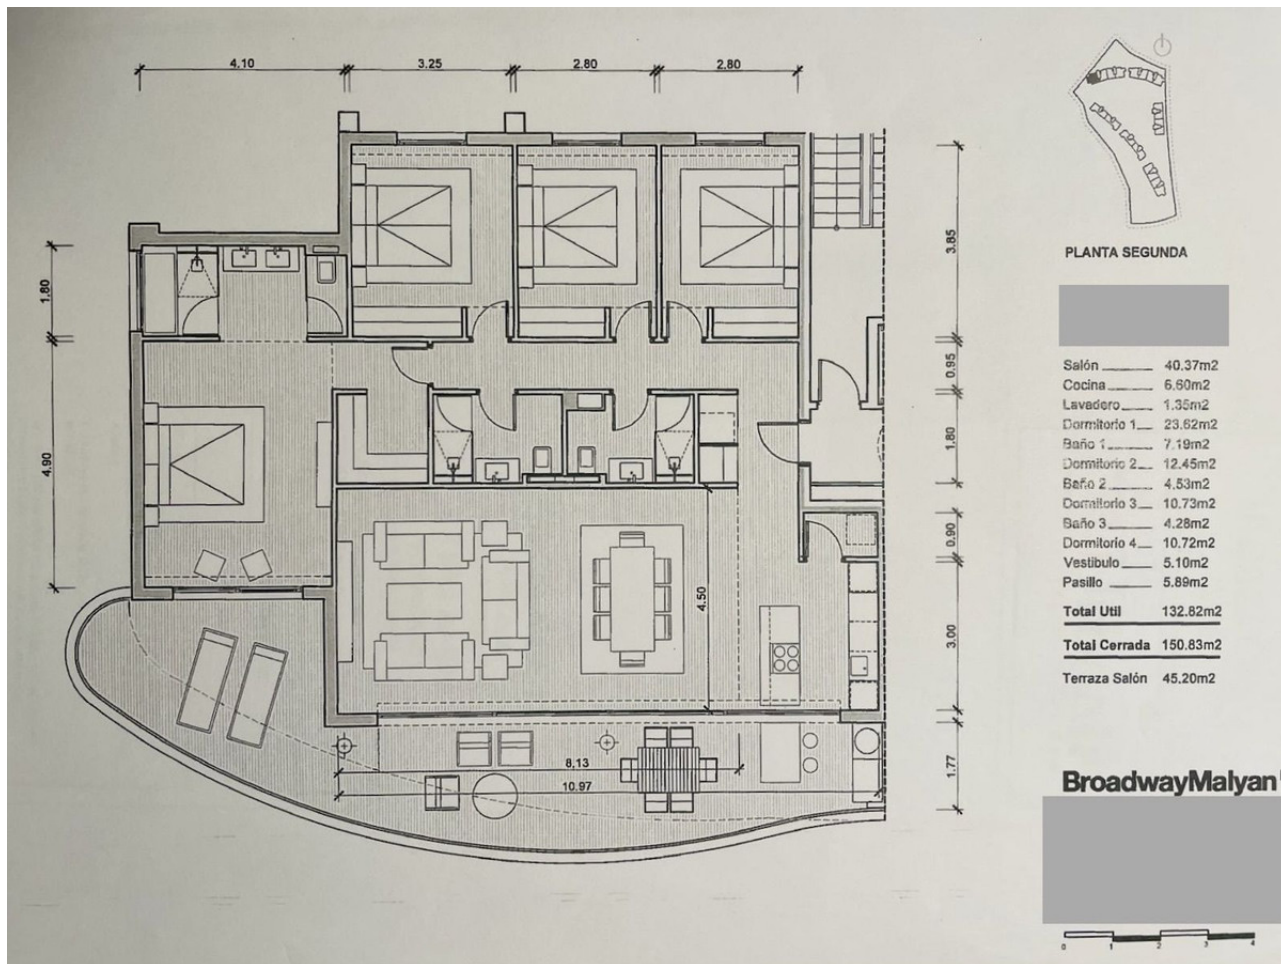 4.10 3.25 2.80 2.80
1.80
4.90
3.85
0.95
1.80
0.90
3.00
1.77
4.50
8,13
10.97
PLANTA SEGUNDA
Salón 40.37m2
Cocina 6.60m2
Lavadero 1.35m2
Dormitorio 1 23.62m2
Baño 1 7.19m2
Dormitorio 2 12.45m2
Baño 2 4.53m2
Dormitorio 3 10.73m2
Baño 3 4.28m2
Dormitorio 4 10.72m2
Vestibulo 5.10m2
Pasillo 5.89m2
Total Util 132.82m2
Total Cerrada 150.83m2
Terraza Salón 45.20m2
BroadwayMalyan
0 1 2 3 4